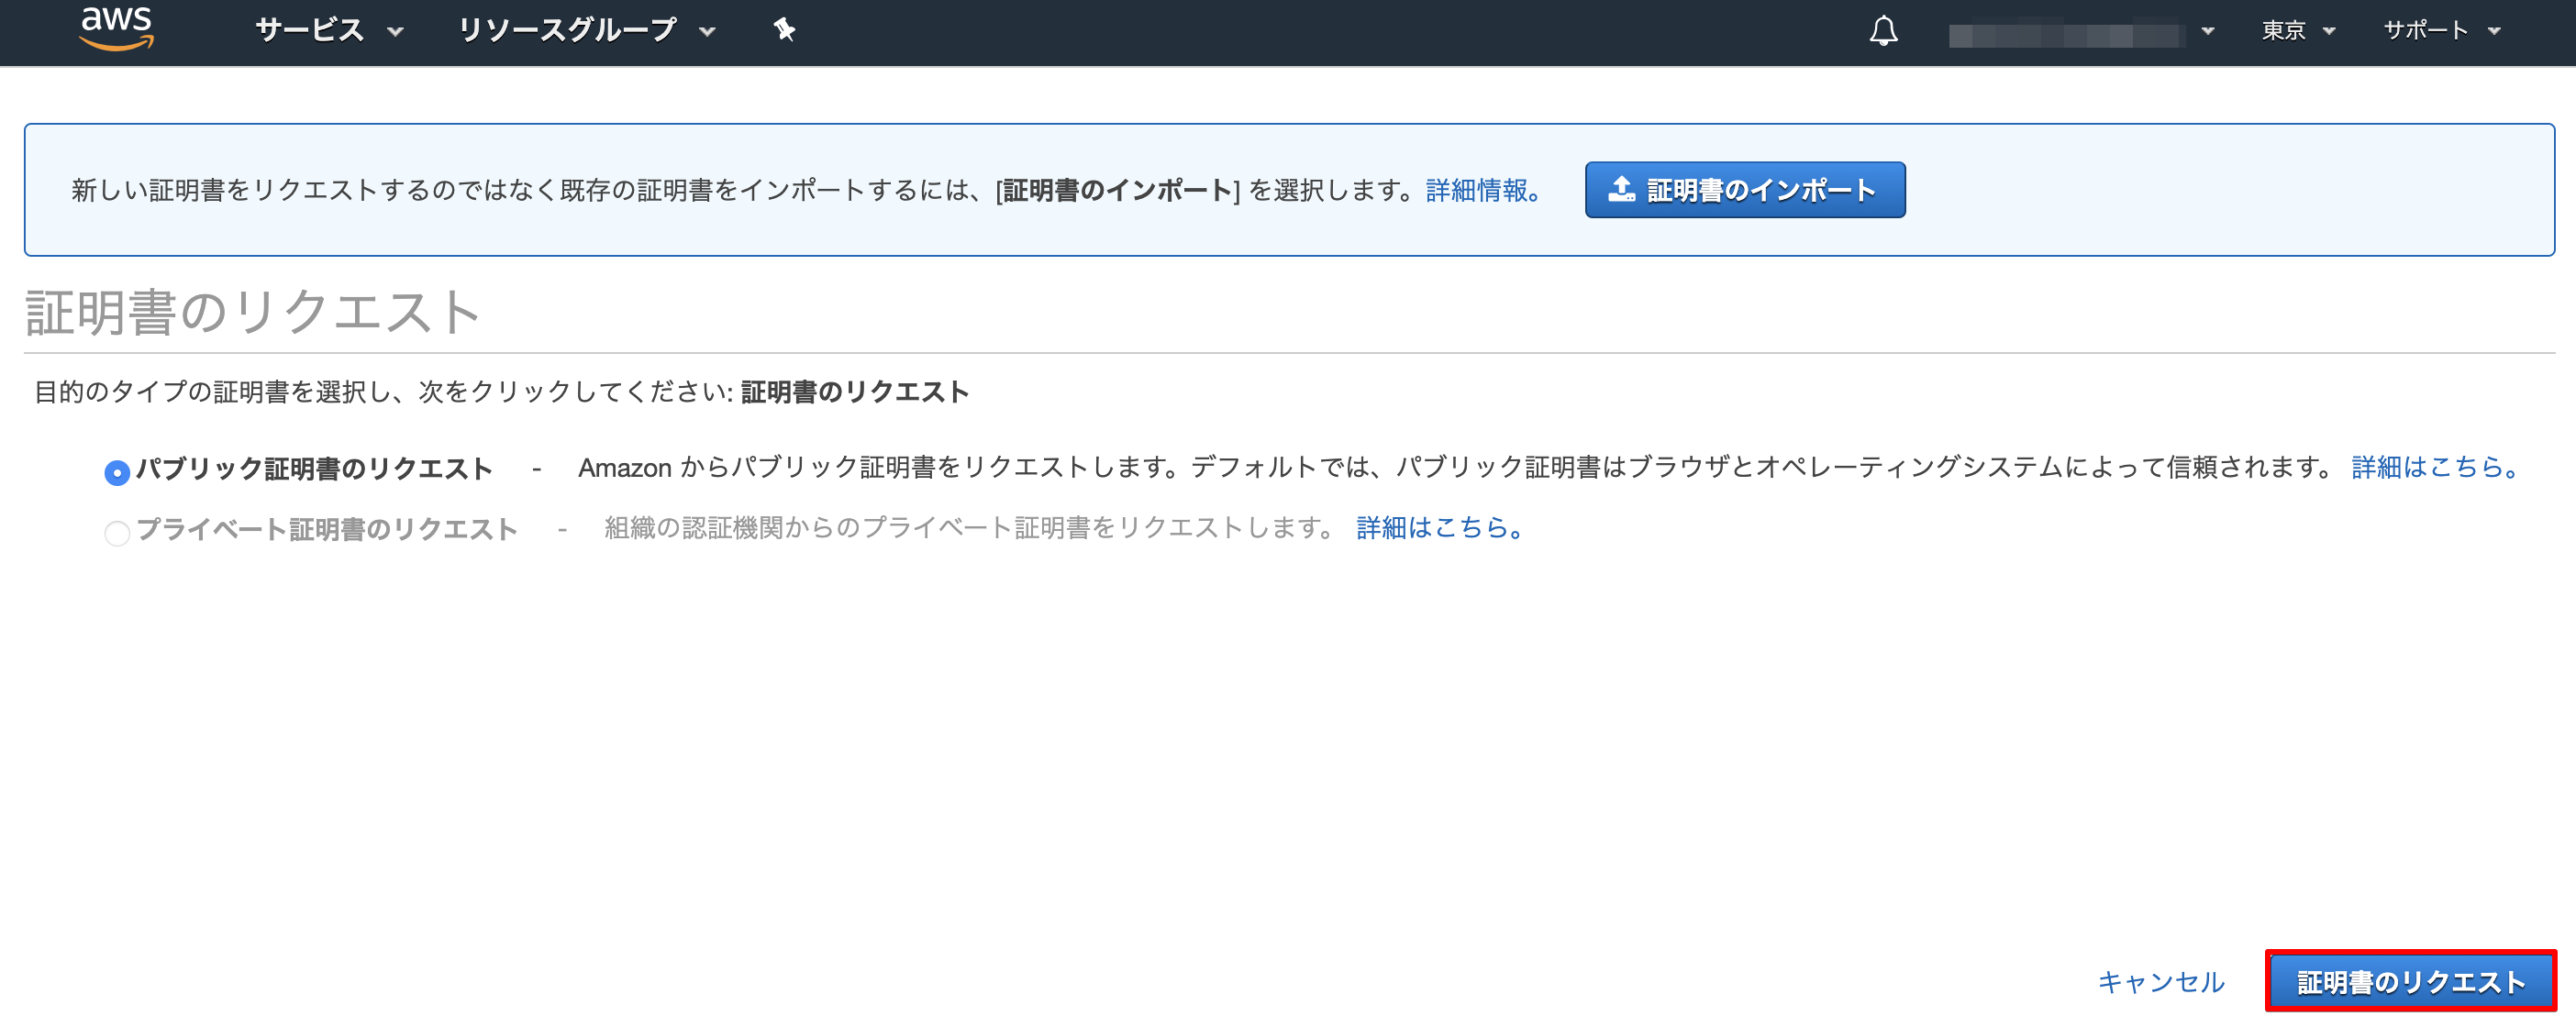 aws サービス リソースグループ 東京 サポート
新しい証明書をリクエストするのではなく既存の証明書をインポートするには、[証明書のインポート] を選択します。詳細情報。 証明書のインポート
証明書のリクエスト
目的のタイプの証明書を選択し、次をクリックしてください: 証明書のリクエスト
パブリック証明書のリクエスト - Amazon からパブリック証明書をリクエストします。デフォルトでは、パブリック証明書はブラウザとオペレーティングシステムによって信頼されます。 詳細はこちら。
プライベート証明書のリクエスト - 組織の認証機関からのプライベート証明書をリクエストします。 詳細はこちら。
キャンセル 証明書のリクエスト